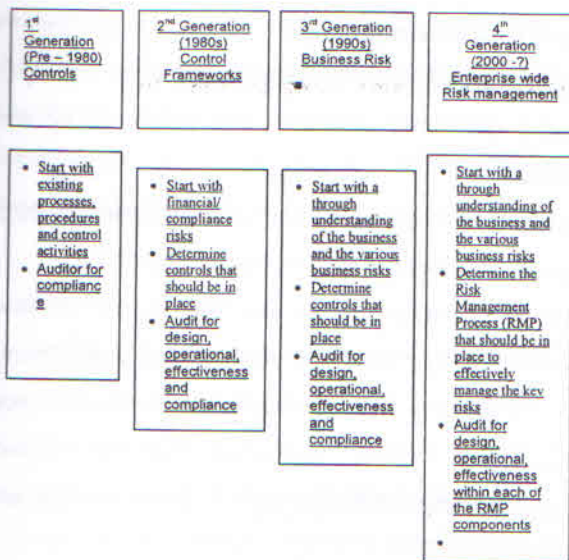 1st
Generation
(Pre – 1980)
Controls
2nd Generation
(1980s)
Control
Frameworks
3rd Generation
(1990s)
Business Risk
4th
Generation
(2000 -?)
Enterprise wide
Risk management
• Start with
existing
processes,
procedures
and control
activities
• Auditor for
complianc
e
• Start with
financial/
compliance
risks
• Determine
controls that
should be in
place
• Audit for
design,
operational,
effectiveness
and
compliance
• Start with a
through
understanding
of the business
and the various
business risks
• Determine
controls that
should be in
place
• Audit for
design,
operational,
effectiveness
and
compliance
• Start with a
through
understanding of
the business and
the various
business risks
• Determine the
Risk
Management
Process (RMP)
that should be in
place to
effectively
manage the key
risks
• Audit for
design,
operational,
effectiveness
within each of
the RMP
components
•